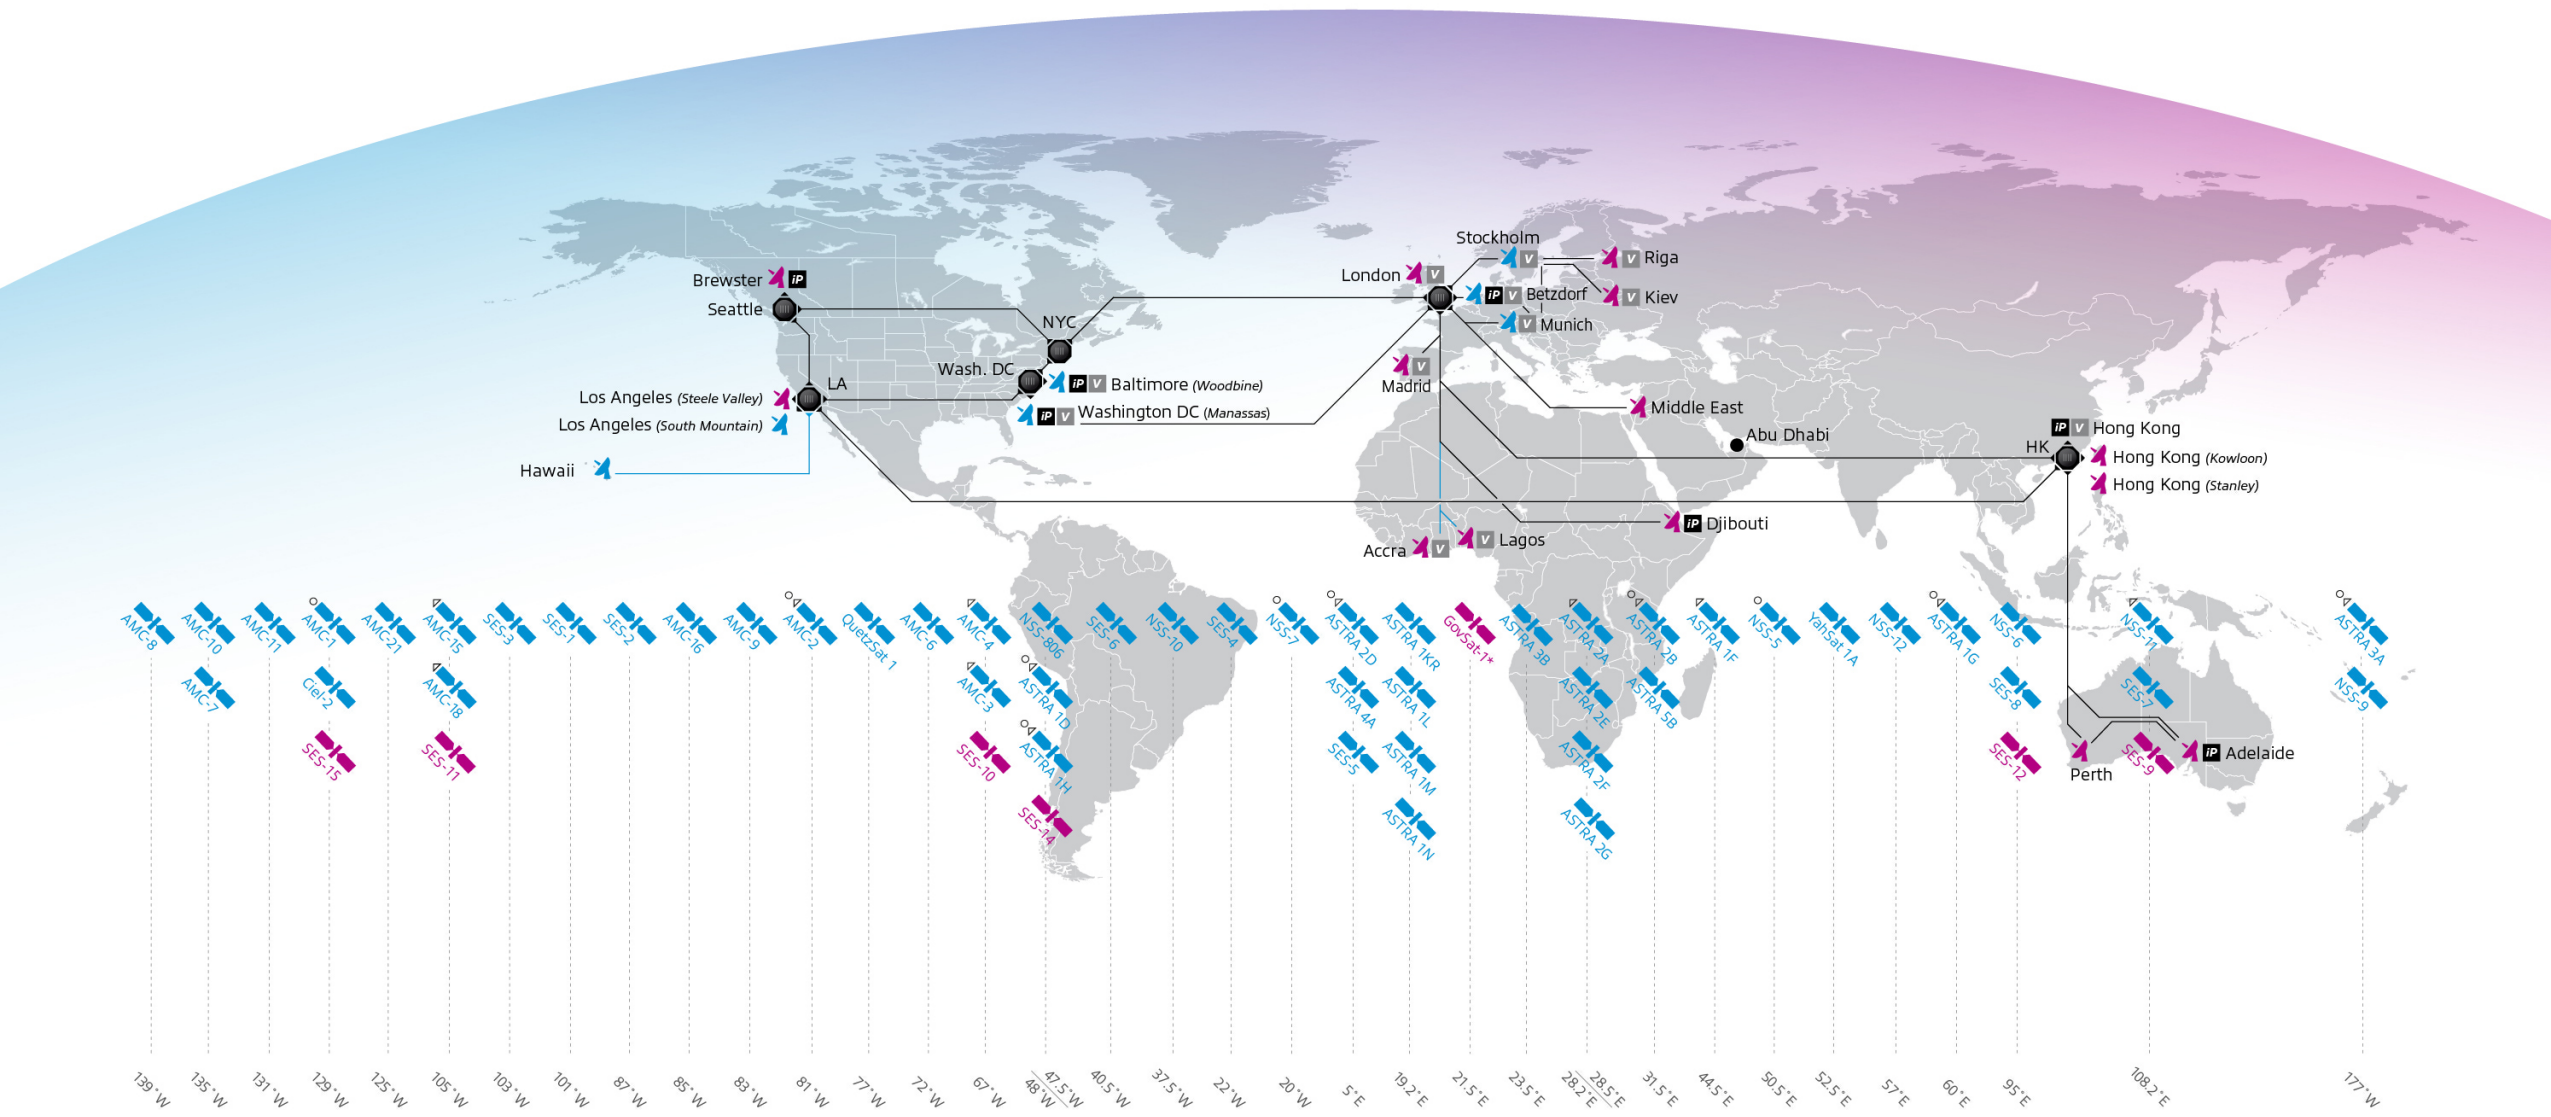 Stockholm
V
V Riga
London V
iP V Betzdorf
V Kiev
V Munich
Brewster iP
Seattle
NYC
Wash. DC
LA
iP V Baltimore (Woodbine)
iP V Washington DC (Manassas)
Los Angeles (Steele Valley)
Los Angeles (South Mountain)
Hawaii
V
Madrid
Middle East
Abu Dhabi
iP V Hong Kong
HK
Hong Kong (Kowloon)
Hong Kong (Stanley)
iP Djibouti
V Lagos
Accra V
AMC-8
AMC-10
AMC-11
AMC-1
AMC-21
AMC-15
SES-3
SES-1
SES-2
AMC-16
AMC-9
AMC-2
QuetzSat 1
AMC-6
AMC-4
NSS-806
SES-6
NSS-10
SES-4
NSS-7
ASTRA 2D
ASTRA 1KR
GovSat-1*
ASTRA 3B
ASTRA 2A
ASTRA 2B
ASTRA 1F
NSS-5
YahSat 1A
NSS-12
ASTRA 1G
NSS-6
NSS-11
ASTRA 3A
AMC-7
Ciel-2
AMC-18
AMC-3
ASTRA 1D
ASTRA 4A
ASTRA 1L
ASTRA 2E
ASTRA 5B
SES-8
SES-7
NSS-9
SES-15
SES-11
SES-10
ASTRA 1H
SES-5
ASTRA 1M
ASTRA 2F
SES-12
SES-9
iP Adelaide
Perth
SES-14
ASTRA 1N
ASTRA 2G
139°W
135°W
131°W
129°W
125°W
105°W
103°W
101°W
87°W
85°W
83°W
81°W
77°W
72°W
67°W
47.5°W
48°W
40.5°W
37.5°W
22°W
20°W
5°E
19.2°E
21.5°E
23.5°E
28.5°E
28.2°E
31.5°E
44.5°E
50.5°E
52.5°E
57°E
60°E
95°E
108.2°E
177°W